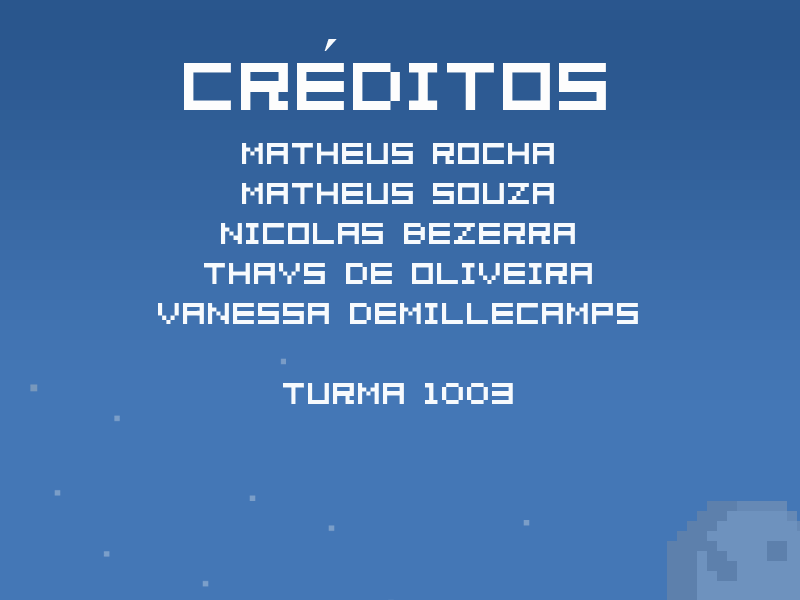 CRÉDITOS
MATHEUS ROCHA
MATHEUS SOUZA
NICOLAS BEZERRA
THAYS DE OLIVEIRA
VANESSA DEMILLECAMPS
TURMA 1003